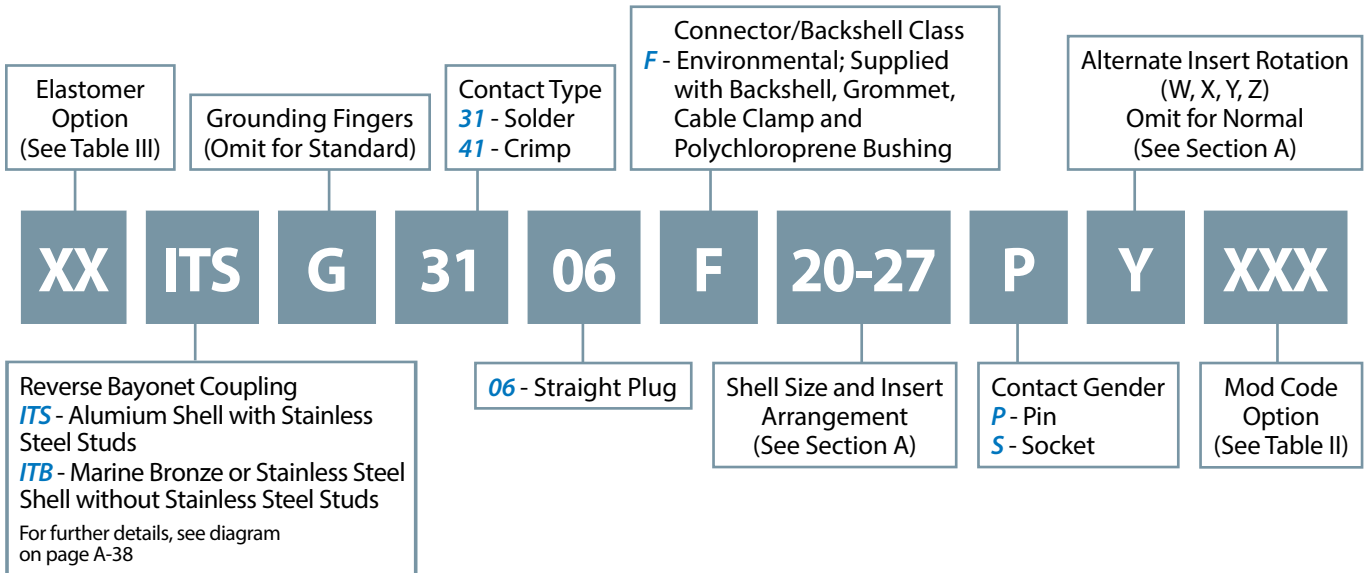 Connector/Backshell Class
F - Environmental; Supplied
with Backshell, Grommet,
Cable Clamp and
Polychloroprene Bushing
Elastomer
Option
(See Table III)
Grounding Fingers
(Omit for Standard)
Contact Type
31 - Solder
41 - Crimp
Alternate Insert Rotation
(W, X, Y, Z)
Omit for Normal
(See Section A)
XX ITS G 31 06 F 20-27 P Y XXX
Reverse Bayonet Coupling
ITS - Alumium Shell with Stainless
Steel Studs
ITB - Marine Bronze or Stainless Steel
Shell without Stainless Steel Studs
For further details, see diagram
on page A-38
06 - Straight Plug
Shell Size and Insert
Arrangement
(See Section A)
Contact Gender
P - Pin
S - Socket
Mod Code
Option
(See Table II)